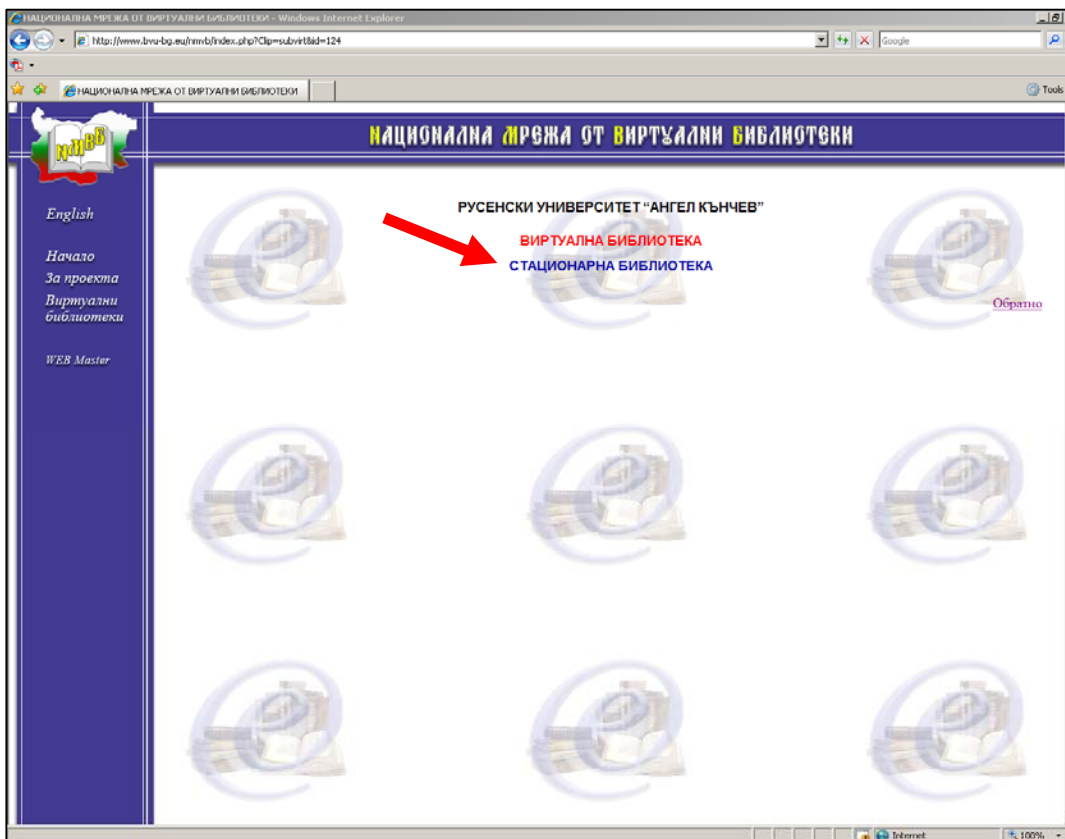 НАЦИОНАЛНА МРЕЖА ОТ ВИРТУАЛНИ БИБЛИОТЕКИ - Windows Internet Explorer
http://www.bvu-bg.eu/nmvb/index.php?Clip=subvirt&id=124
Google
НАЦИОНАЛНА МРЕЖА ОТ ВИРТУАЛНИ БИБЛИОТЕКИ
Tools
НМВБ
НАЦИОНАЛНА МРЕЖА ОТ ВИРТУАЛНИ БИБЛИОТЕКИ
English
Начало
За проекта
Виртуални
библиотеки
WEB Master
РУСЕНСКИ УНИВЕРСИТЕТ “АНГЕЛ КЪНЧЕВ”
ВИРТУАЛНА БИБЛИОТЕКА
СТАЦИОНАРНА БИБЛИОТЕКА
Обратно
Internet
100%